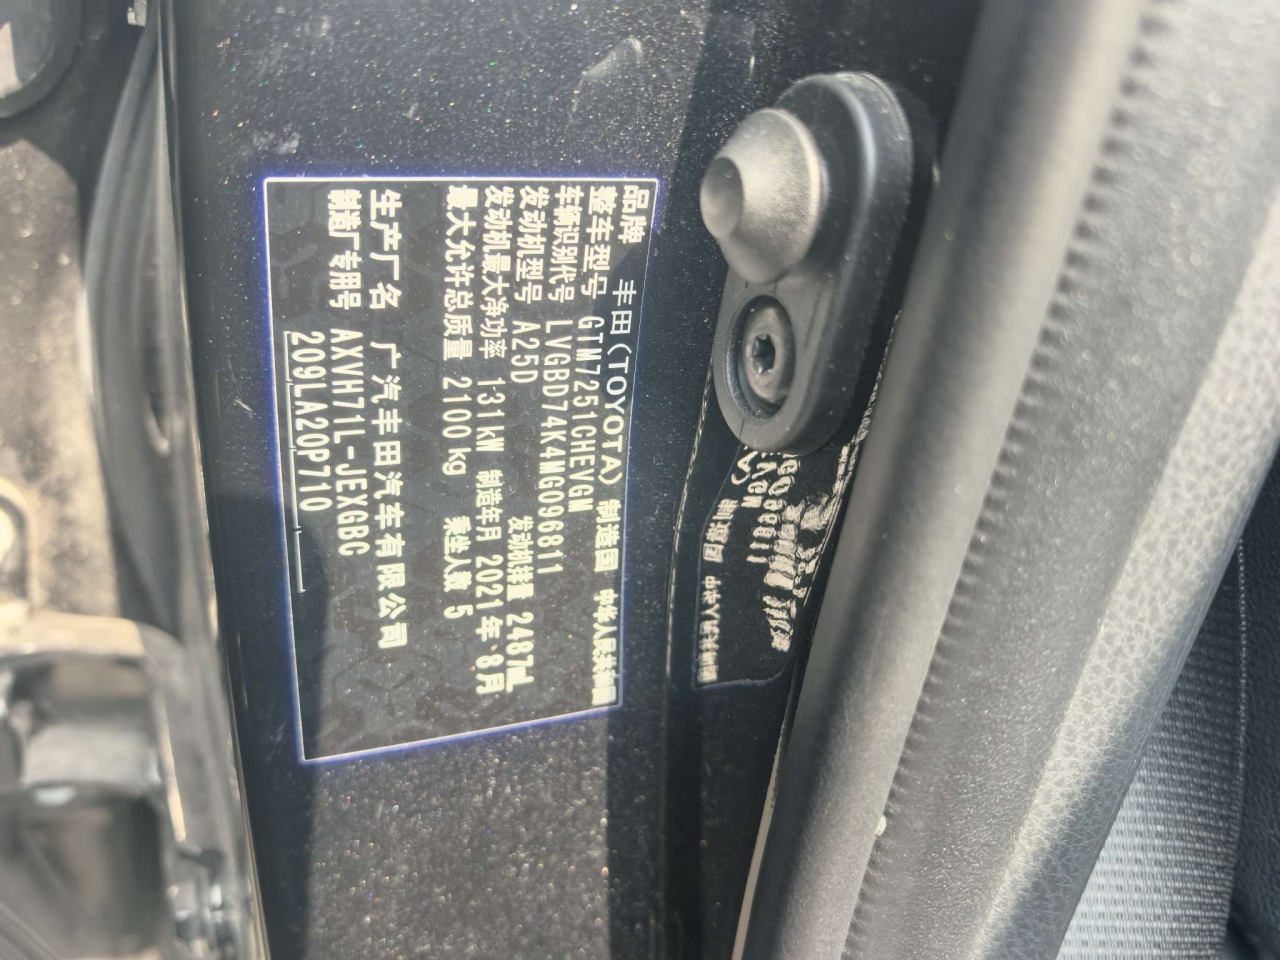 品牌 丰田(TOYOTA) 制造国 中华人民共和国
整车型号 GTM7251CHEVGM
车辆识别代号 LVGBD74K4MG096811
发动机型号 A25D 发动机排量 2487mL
发动机最大净功率 131kW 制造年月 2021年8月
最大允许总质量 2100kg 乘坐人数 5
生产厂名 广汽丰田汽车有限公司
制造厂专用号 AXVH71L-JEXGBC
209LA20P710